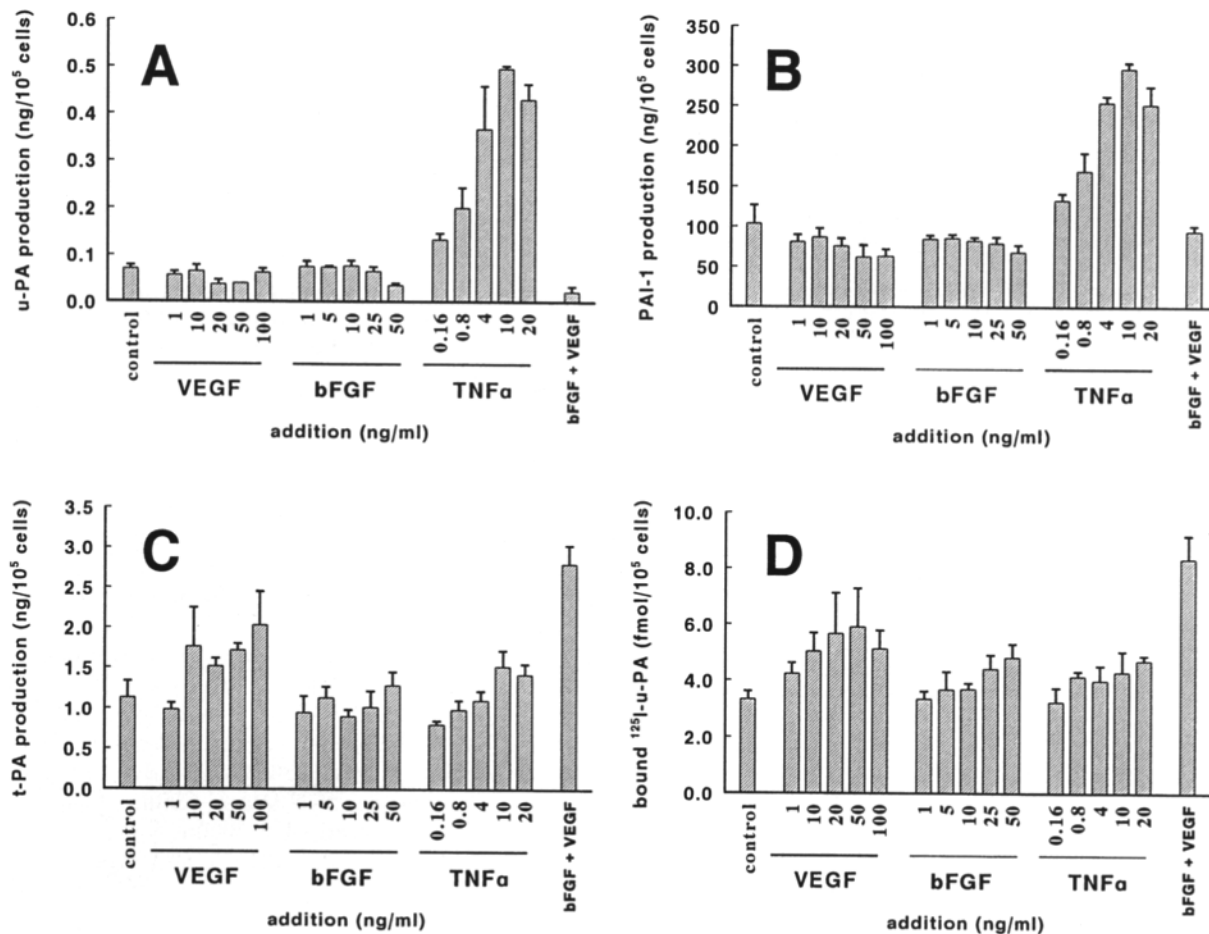 A
u-PA production (ng/10⁵ cells)
0.6
0.5
0.4
0.3
0.2
0.1
0.0
control
1 10 20 50 100
1 5 10 25 50
0.16 0.8 4 10 20
bFGF + VEGF
VEGF bFGF TNFα
addition (ng/ml)
B
PAI-1 production (ng/10⁵ cells)
350
300
250
200
150
100
50
0
control
1 10 20 50 100
1 5 10 25 50
0.16 0.8 4 10 20
bFGF + VEGF
VEGF bFGF TNFα
addition (ng/ml)
C
t-PA production (ng/10⁵ cells)
3.5
3.0
2.5
2.0
1.5
1.0
0.5
0.0
control
1 10 20 50 100
1 5 10 25 50
0.16 0.8 4 10 20
bFGF + VEGF
VEGF bFGF TNFα
addition (ng/ml)
D
bound ¹²⁵I-u-PA (fmol/10⁵ cells)
10.0
8.0
6.0
4.0
2.0
0.0
control
1 10 20 50 100
1 5 10 25 50
0.16 0.8 4 10 20
bFGF + VEGF
VEGF bFGF TNFα
addition (ng/ml)